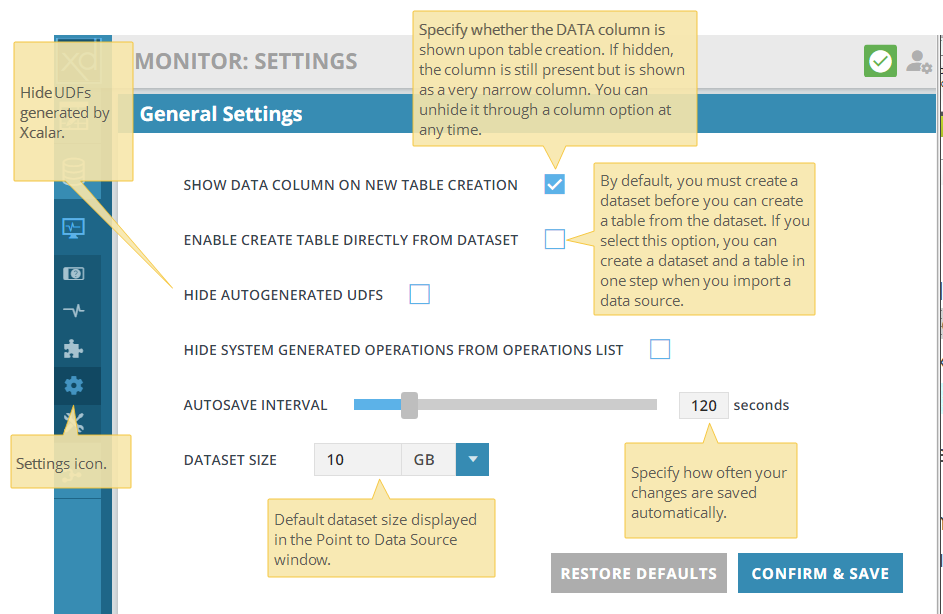 Specify whether the DATA column is
shown upon table creation. If hidden,
the column is still present but is shown
as a very narrow column. You can
unhide it through a column option at
any time.
MONITOR: SETTINGS
Hide UDFs
generated by
Xcalar.
General Settings
SHOW DATA COLUMN ON NEW TABLE CREATION
By default, you must create a
dataset before you can create
a table from the dataset. If you
select this option, you can
create a dataset and a table in
one step when you import a
data source.
ENABLE CREATE TABLE DIRECTLY FROM DATASET
HIDE AUTOGENERATED UDFS
HIDE SYSTEM GENERATED OPERATIONS FROM OPERATIONS LIST
AUTOSAVE INTERVAL 120 seconds
Settings icon.
DATASET SIZE 10 GB
Specify how often your
changes are saved
automatically.
Default dataset size displayed
in the Point to Data Source
window.
RESTORE DEFAULTS CONFIRM & SAVE